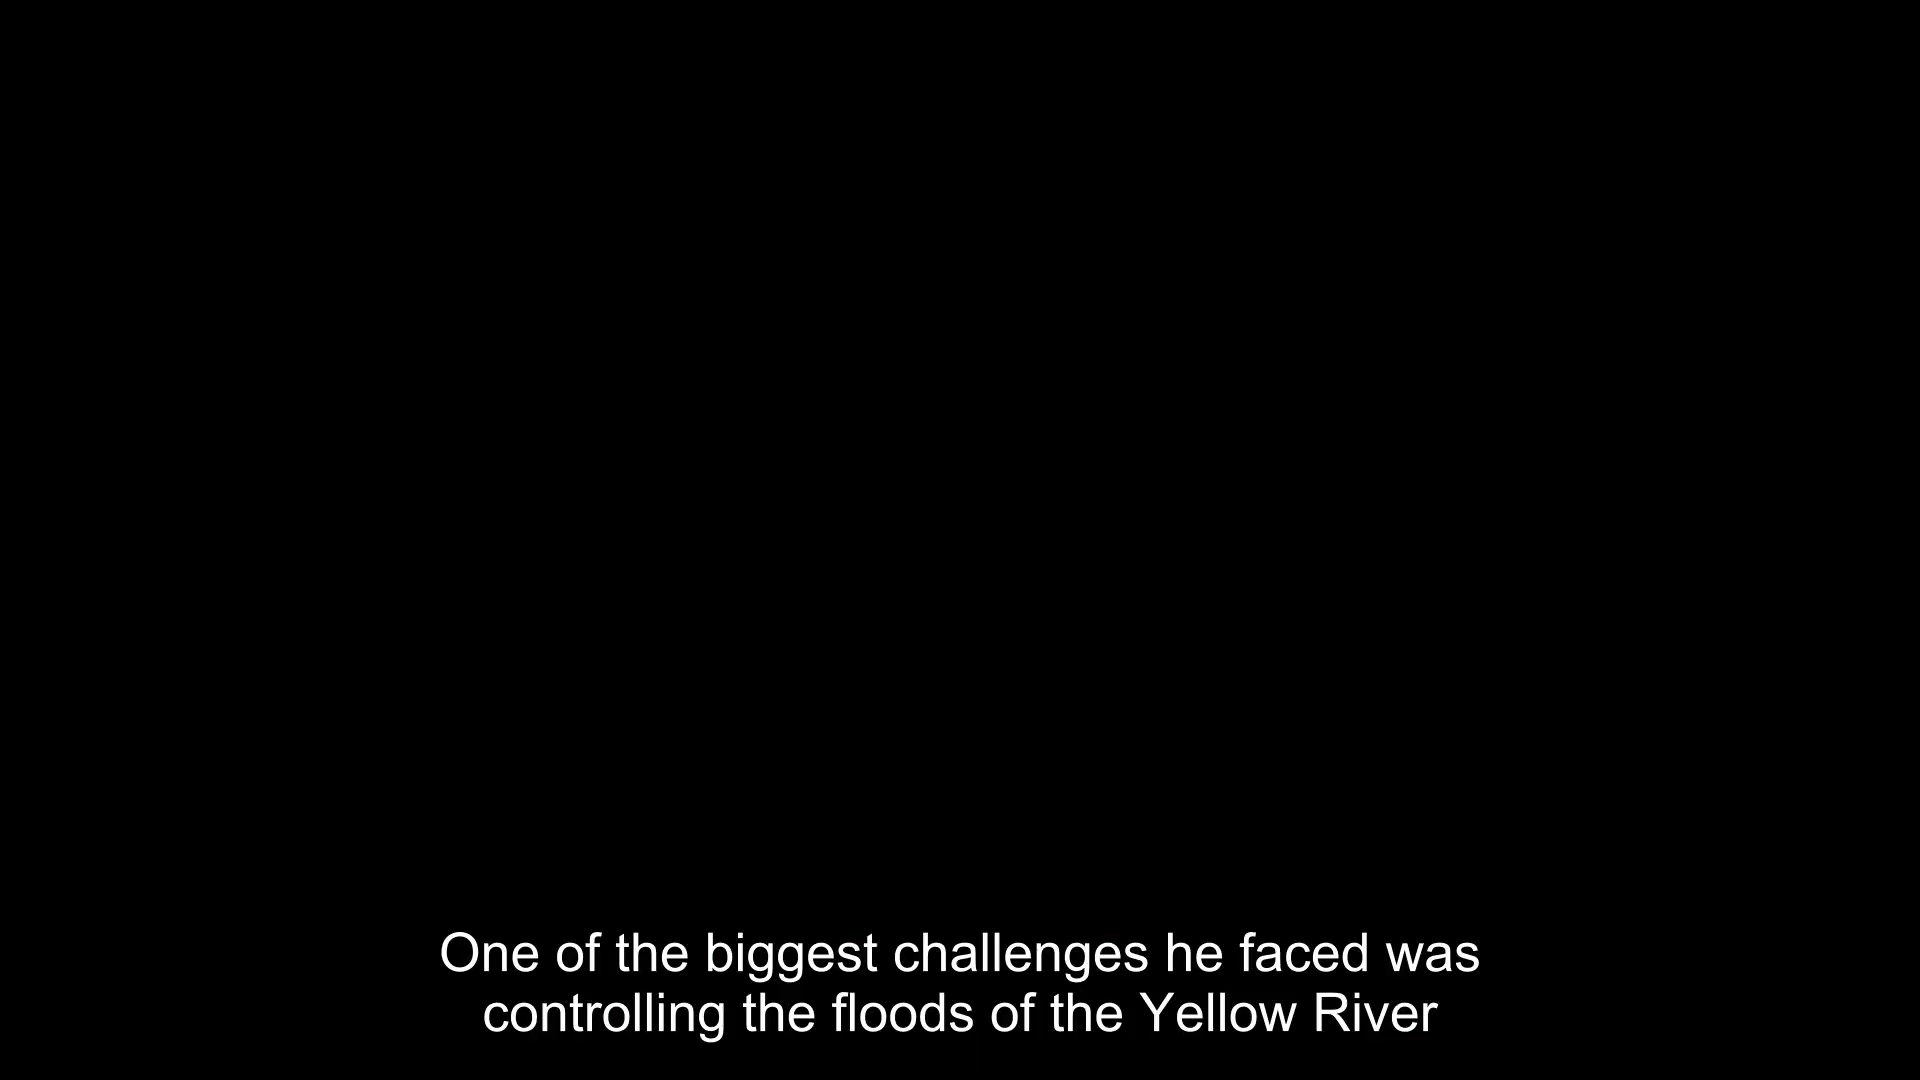 One of the biggest challenges he faced was
controlling the floods of the Yellow River